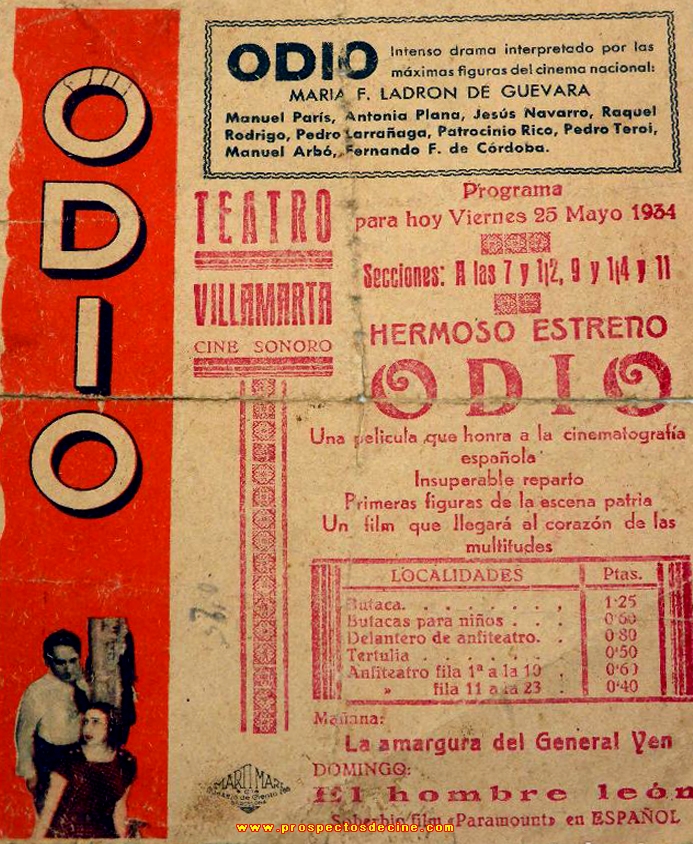 ODIO
ODIO Intenso drama interpretado por las
máximas figuras del cinema nacional:
MARIA F. LADRON DE GUEVARA
Manuel París, Antonia Plana, Jesús Navarro, Raquel
Rodrigo, Pedro Larrañaga, Patrocinio Rico, Pedro Terol,
Manuel Arbó, Fernando F. de Córdoba.
TEATRO
VILLAMARTA
CINE SONORO
Programa
para hoy Viernes 25 Mayo 1934
Secciones: A las 7 y 1|2, 9 y 1|4 y 11
HERMOSO ESTRENO
ODIO
Una pelicula que honra a la cinematografía
española
Insuperable reparto
Primeras figuras de la escena patria
Un film que llegará al corazón de las
multitudes
LOCALIDADES Ptas.
Butaca. . . . . . . , 1·25
Butacas para niños . . . 0·60
Delantero de anfiteatro. . 0·80
Tertulia . . . . . . 0'50
Anfiteatro fila 1ª a la 10 . 0'60
» fila 11 a la 23 . 0'40
Mañana:
La amargura del General Yen
DOMINGO:
El hombre león
Soberbio film «Paramount» en ESPAÑOL
MARTI MARI
www.prospectosdecine.com